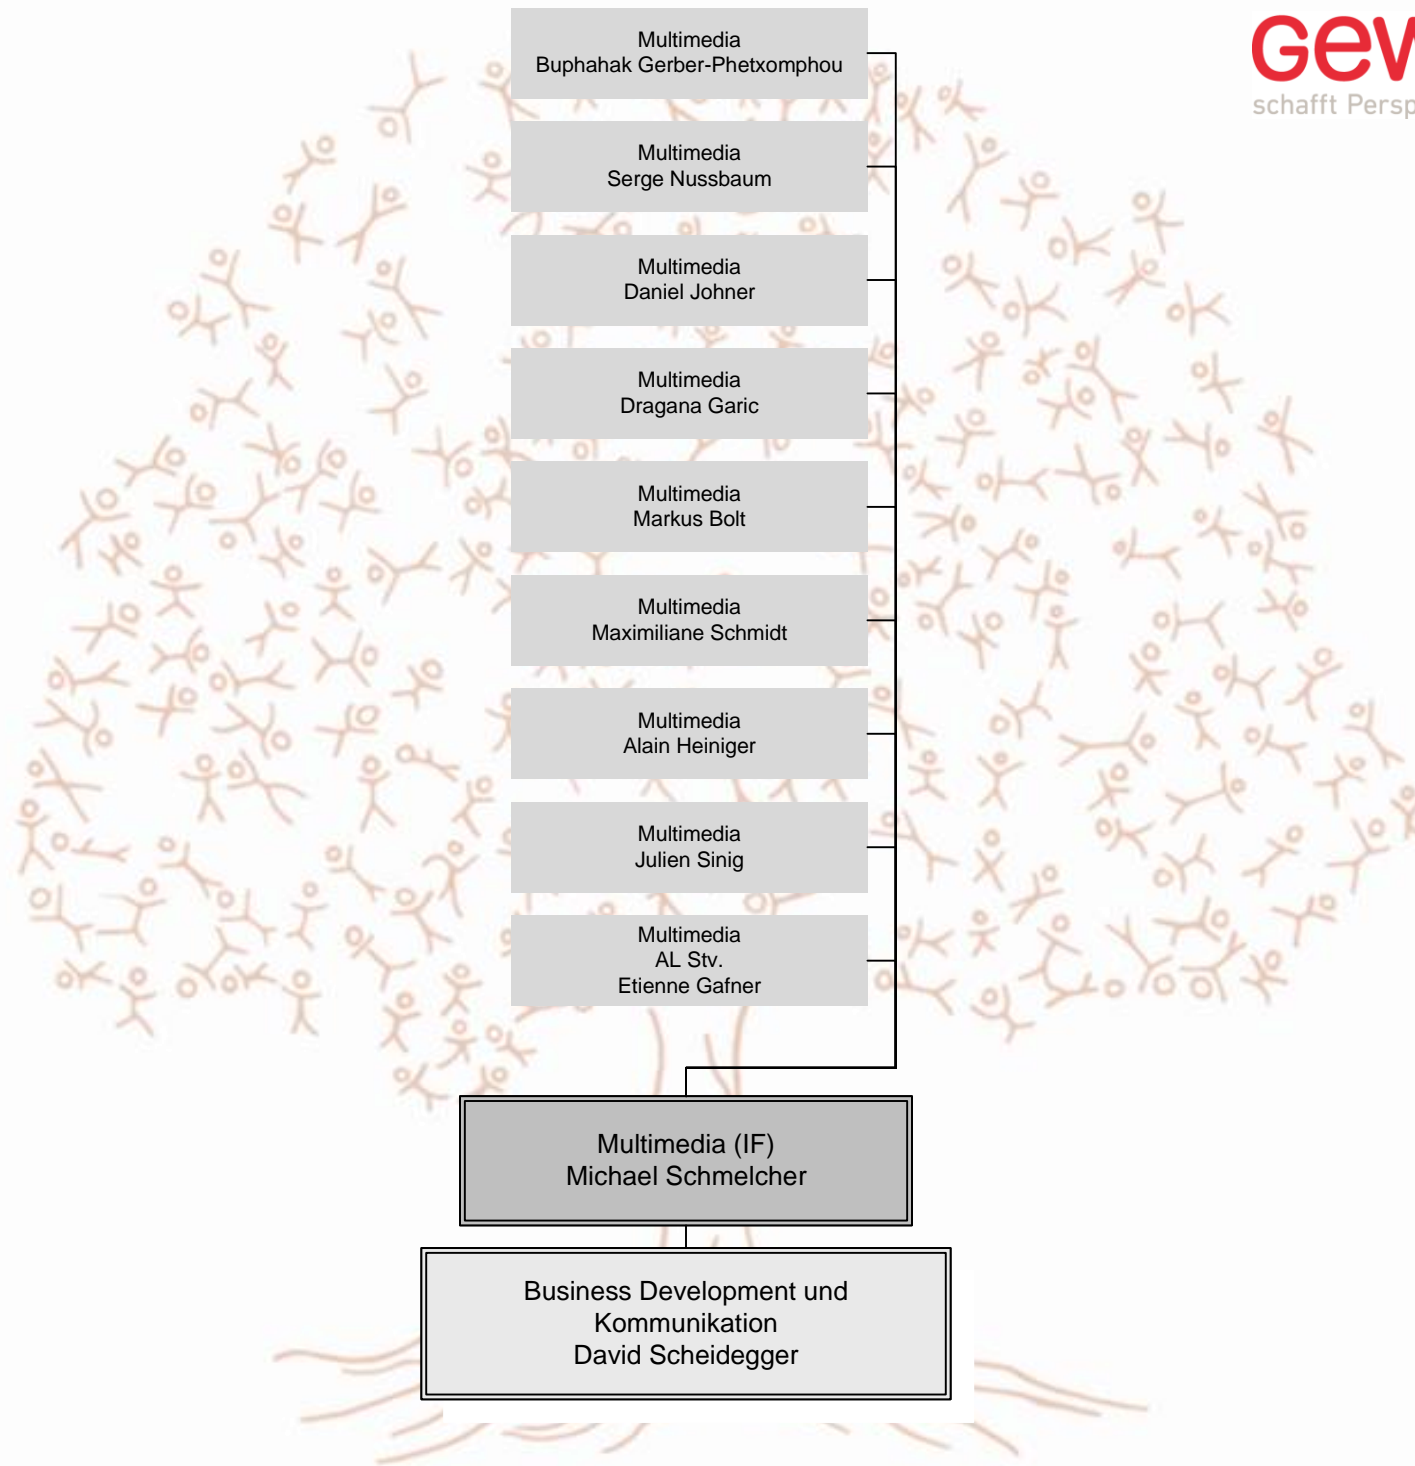 Multimedia
Buphahak Gerber-Phetxomphou
schafft
Multimedia
Serge Nussbaum
Multimedia
Daniel Johner
Multimedia
Dragana Garic
Multimedia
Markus Bolt
Multimedia
Maximiliane Schmidt
Multimedia
Alain Heiniger
Multimedia
Julien Sinig
Multimedia
AL Stv.
Etienne Gafner
Multimedia (IF)
Michael Schmelcher
Business Development und
Kommunikation
David Scheidegger